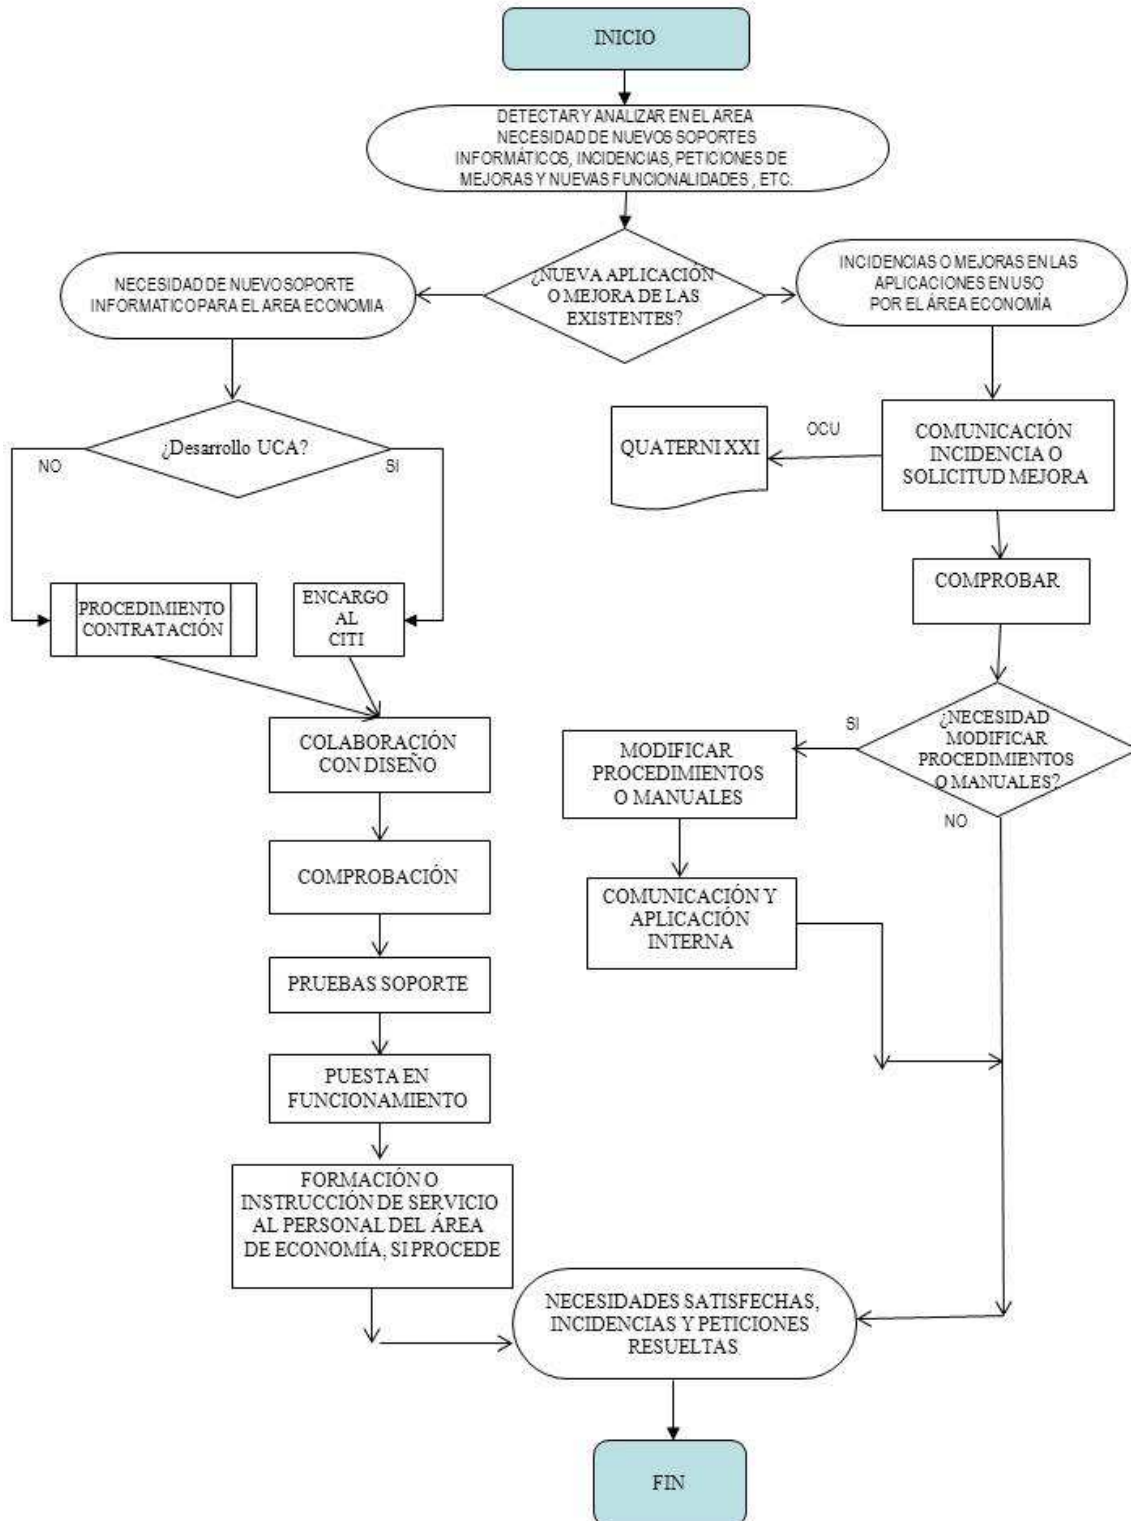 INICIO
DETECTAR Y ANALIZAR EN EL AREA
NECESIDAD DE NUEVOS SOPORTES
INFORMÁTICOS, INCIDENCIAS, PETICIONES DE
MEJORAS Y NUEVAS FUNCIONALIDADES , ETC.
¿NUEVA APLICACIÓN
O MEJORA DE LAS
EXISTENTES?
NECESIDAD DE NUEVO SOPORTE
INFORMATICO PARA EL AREA ECONOMIA
INCIDENCIAS O MEJORAS EN LAS
APLICACIONES EN USO
POR EL ÁREA ECONOMÍA
¿Desarrollo UCA?
NO
SI
PROCEDIMIENTO
CONTRATACIÓN
ENCARGO
AL
CITI
COLABORACIÓN
CON DISEÑO
COMPROBACIÓN
PRUEBAS SOPORTE
PUESTA EN
FUNCIONAMIENTO
FORMACIÓN O
INSTRUCCIÓN DE SERVICIO
AL PERSONAL DEL ÁREA
DE ECONOMÍA, SI PROCEDE
COMUNICACIÓN
INCIDENCIA O
SOLICITUD MEJORA
OCU
QUATERNI XXI
COMPROBAR
¿NECESIDAD
MODIFICAR
PROCEDIMIENTOS
O MANUALES?
SI
NO
MODIFICAR
PROCEDIMIENTOS
O MANUALES
COMUNICACIÓN Y
APLICACIÓN
INTERNA
NECESIDADES SATISFECHAS,
INCIDENCIAS Y PETICIONES
RESUELTAS
FIN